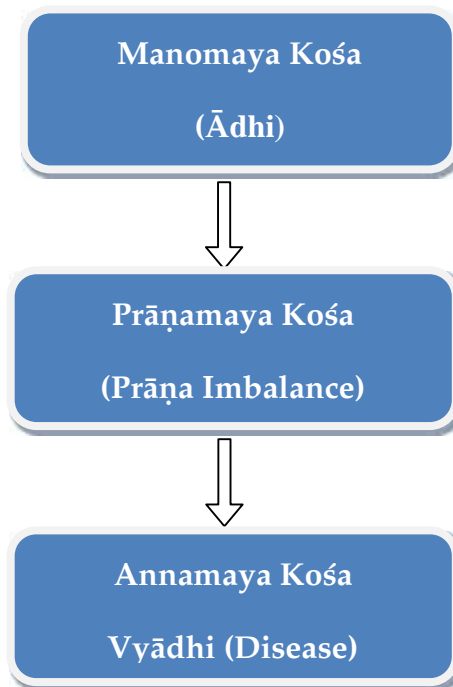 Manomaya Kośa
(Ādhi)
Prāṇamaya Kośa
(Prāṇa Imbalance)
Annamaya Kośa
Vyādhi (Disease)